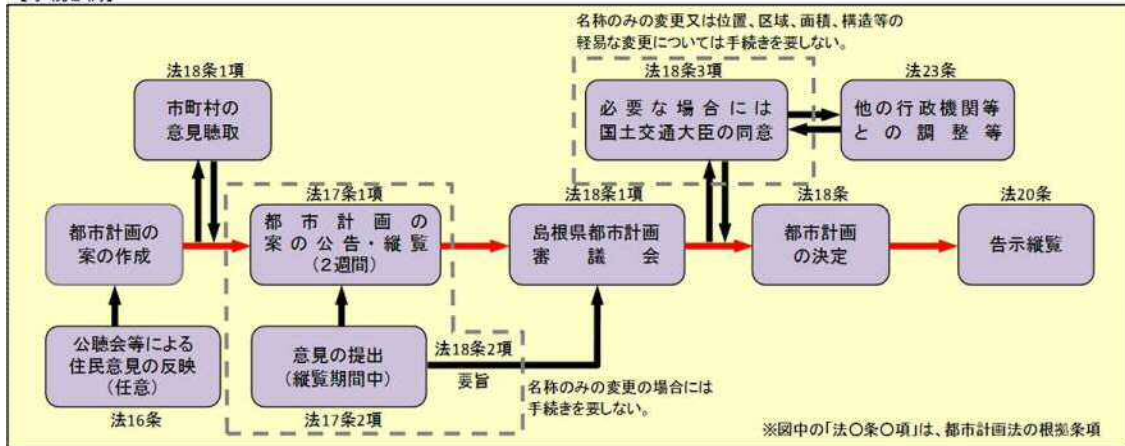 名称のみの変更又は位置、区域、面積、構造等の
軽易な変更については手続きを要しない。
法18条1項
市町村の
意見聴取
法18条3項
必要な場合には
国土交通大臣の同意
法23条
他の行政機関等
との調整等
都市計画の
案の作成
法17条1項
都市計画の
案の公告・縦覧
(2週間)
法18条1項
島根県都市計画
審議会
法18条
都市計画
の決定
法20条
告示縦覧
公聴会等による
住民意見の反映
(任意)
法16条
意見の提出
(縦覧期間中)
法17条2項
法18条2項
要旨
名称のみの変更の場合には
手続きを要しない。
※図中の「法〇条〇項」は、都市計画法の根拠条項